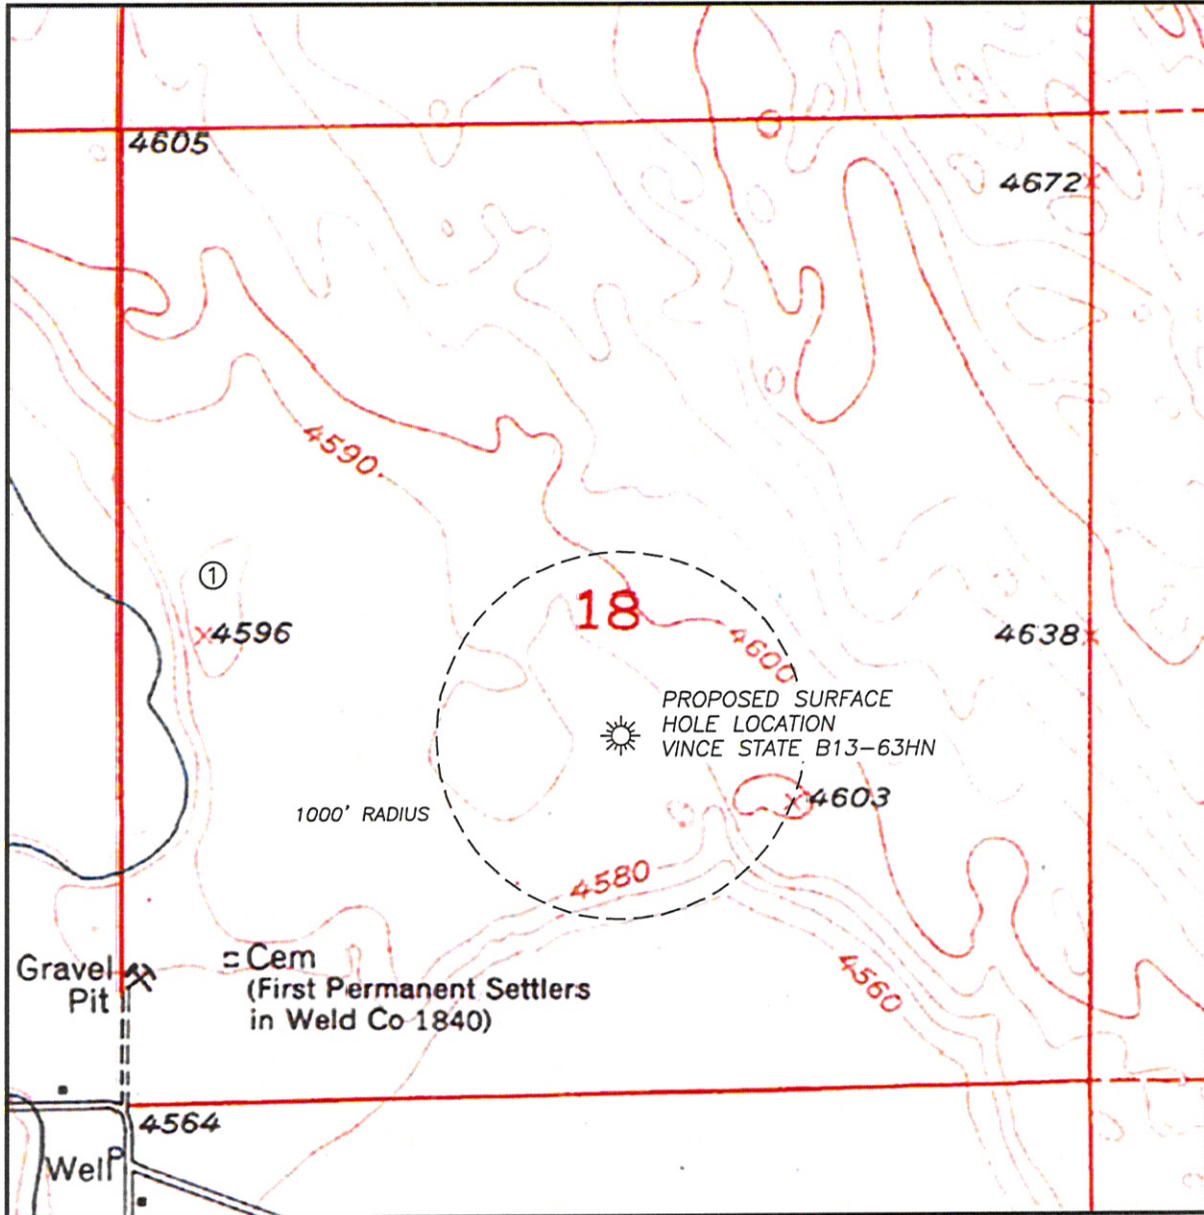 4605
4672
4590
①
18
4596
4600
4638
PROPOSED SURFACE
HOLE LOCATION
VINCE STATE B13-63HN
4603
1000' RADIUS
4580
Cem
(First Permanent Settlers
in Weld Co 1840)
Gravel
Pit
4560
4564
Well